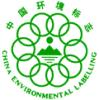 中国环境标志
CHINA ENVIRONMENTAL LABELLING